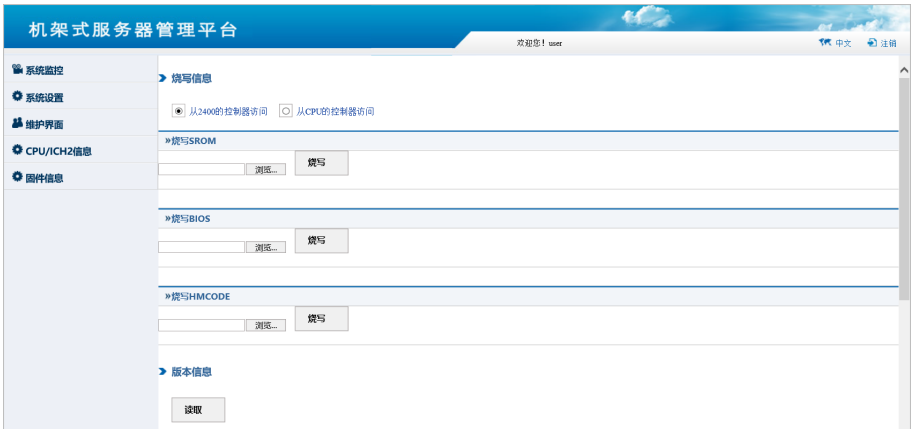 机架式服务器管理平台
欢迎您！user
中文 注销
系统监控
系统设置
维护界面
CPU/ICH2信息
固件信息
烧写信息
从2400的控制器访问 从CPU的控制器访问
»烧写SROM
浏览... 烧写
»烧写BIOS
浏览... 烧写
»烧写HMCODE
浏览... 烧写
版本信息
读取